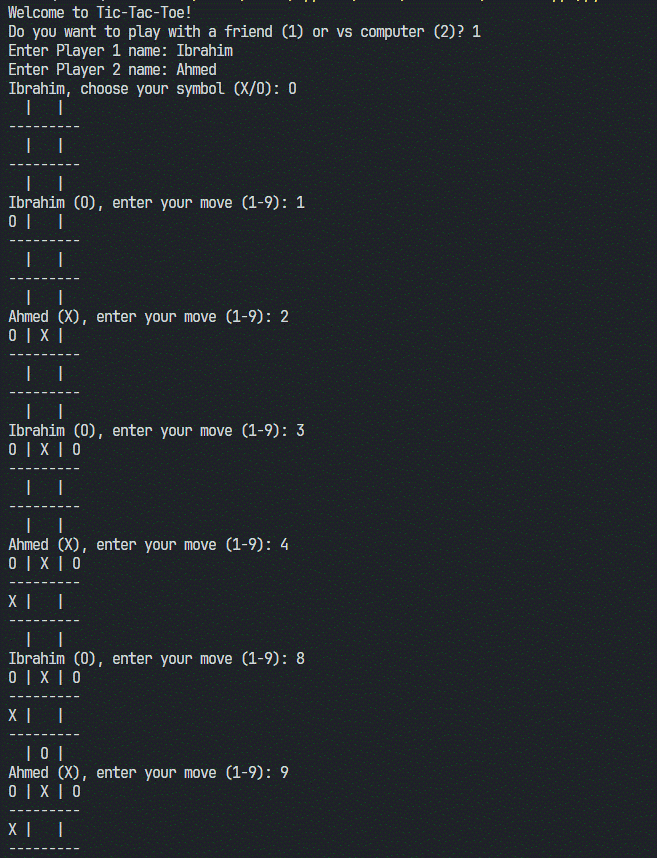 Welcome to Tic-Tac-Toe!
Do you want to play with a friend (1) or vs computer (2)? 1
Enter Player 1 name: Ibrahim
Enter Player 2 name: Ahmed
Ibrahim, choose your symbol (X/O): O
  |   |
---------
  |   |
---------
  |   |
Ibrahim (O), enter your move (1-9): 1
O |   |
---------
  |   |
---------
  |   |
Ahmed (X), enter your move (1-9): 2
O | X |
---------
  |   |
---------
  |   |
Ibrahim (O), enter your move (1-9): 3
O | X | O
---------
  |   |
---------
  |   |
Ahmed (X), enter your move (1-9): 4
O | X | O
---------
X |   |
---------
  |   |
Ibrahim (O), enter your move (1-9): 8
O | X | O
---------
X |   |
---------
  | O |
Ahmed (X), enter your move (1-9): 9
O | X | O
---------
X |   |
---------